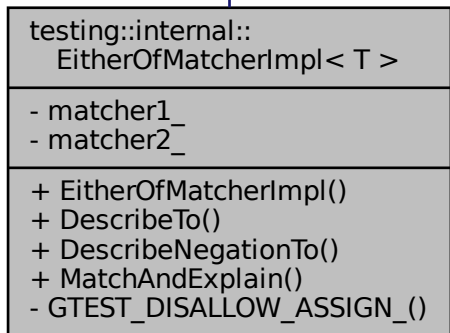 testing::internal::
EitherOfMatcherImpl< T >
- matcher1_
- matcher2_
+ EitherOfMatcherImpl()
+ DescribeTo()
+ DescribeNegationTo()
+ MatchAndExplain()
- GTEST_DISALLOW_ASSIGN_()